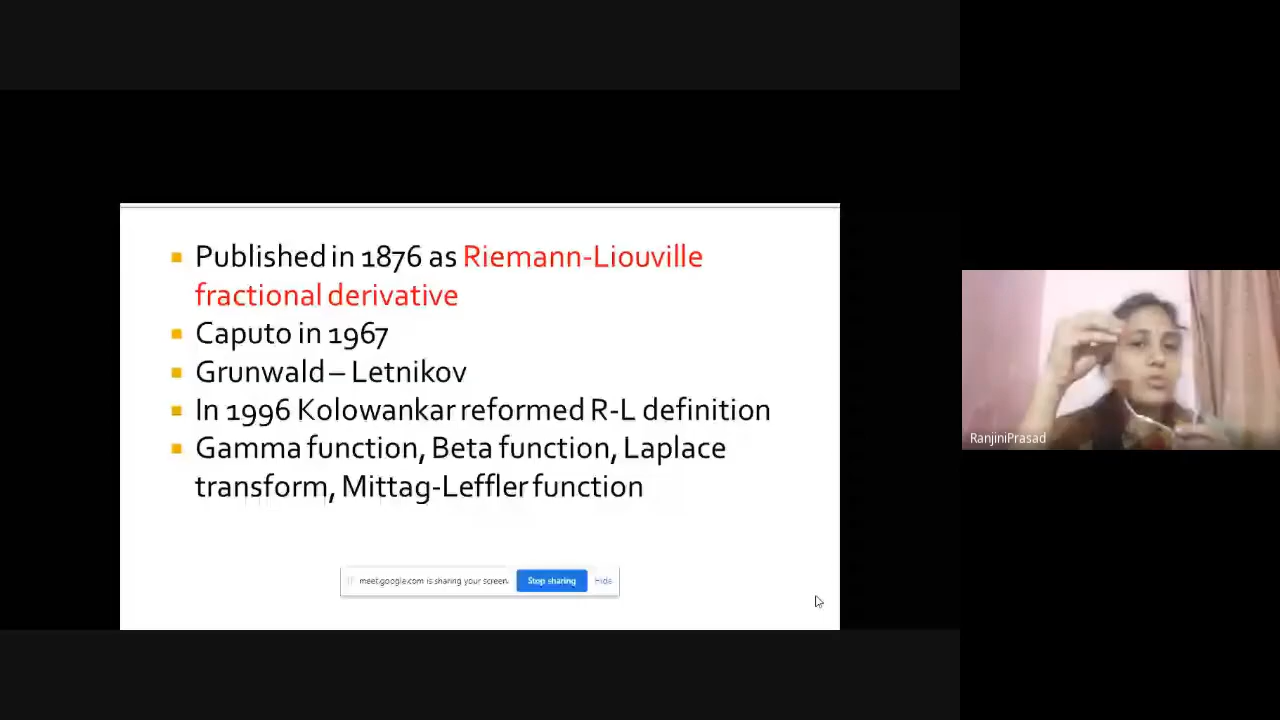 Published in 1876 as Riemann-Liouville
fractional derivative
Caputo in 1967
Grunwald – Letnikov
In 1996 Kolowankar reformed R-L definition
Gamma function, Beta function, Laplace
transform, Mittag-Leffler function
meet.google.com is sharing your screen.
Stop sharing
Hide
RanjiniPrasad